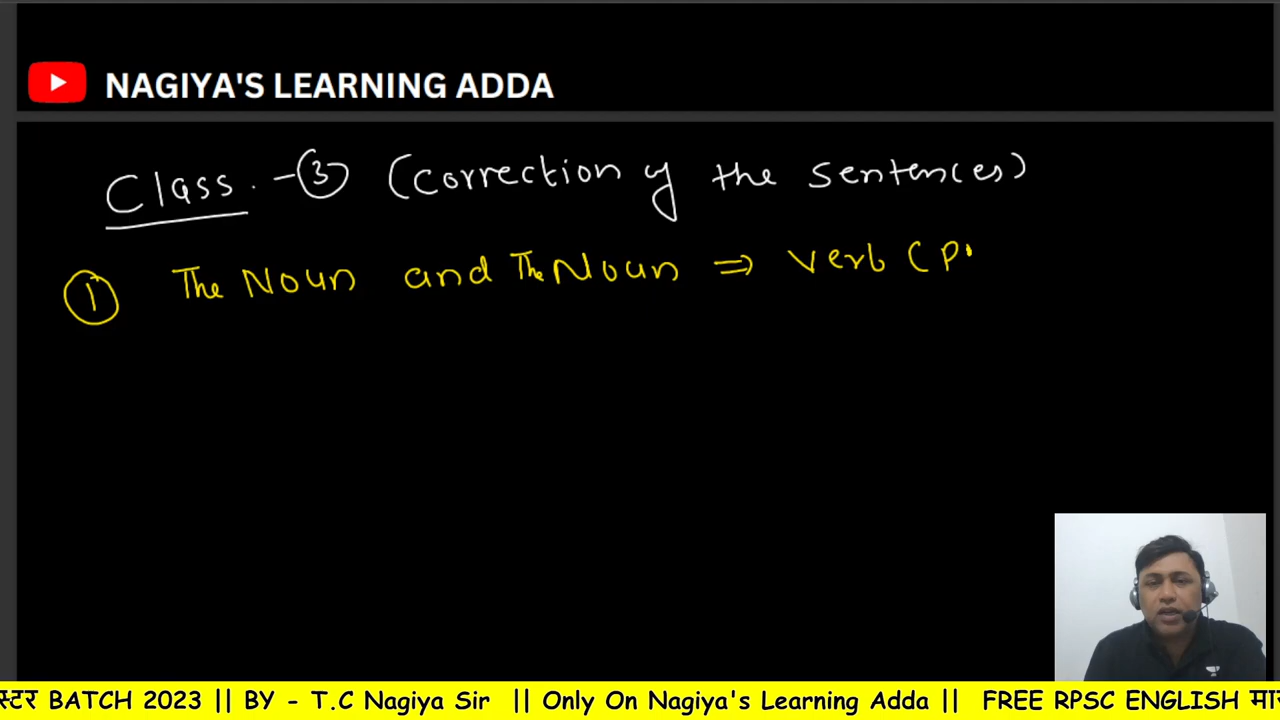 NAGIYA'S LEARNING ADDA
Class - 3 (Correction of the Sentences)
1 The Noun and The Noun ⇒ Verb (P
स्टर BATCH 2023 || BY - T.C Nagiya Sir || Only On Nagiya's Learning Adda || FREE RPSC ENGLISH मा